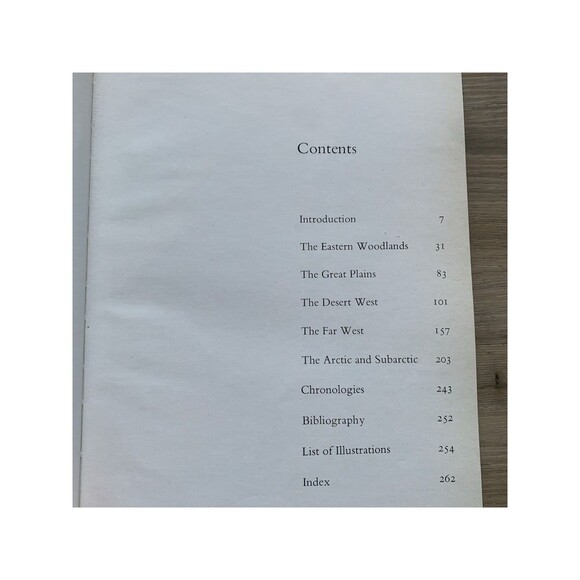 Contents
Introduction 7
The Eastern Woodlands 31
The Great Plains 83
The Desert West 101
The Far West 157
The Arctic and Subarctic 203
Chronologies 243
Bibliography 252
List of Illustrations 254
Index 262